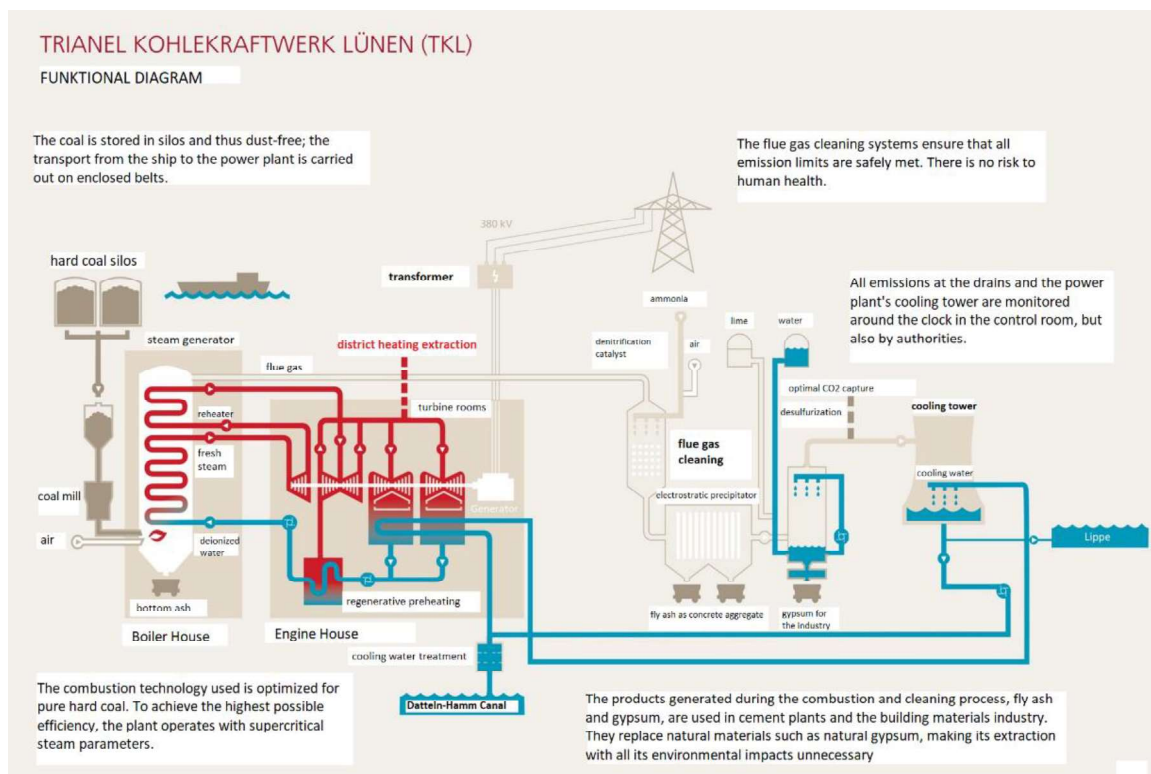 TRIANEL KOHLEKRAFTWERK LÜNEN (TKL)
FUNKTIONAL DIAGRAM
The coal is stored in silos and thus dust-free; the
transport from the ship to the power plant is carried
out on enclosed belts.
The flue gas cleaning systems ensure that all
emission limits are safely met. There is no risk to
human health.
380 kV
hard coal silos
transformer
All emissions at the drains and the power
plant's cooling tower are monitored
around the clock in the control room, but
also by authorities.
ammonia
lime
water
steam generator
district heating extraction
denitrification
catalyst
air
flue gas
optimal CO2 capture
reheater
turbine rooms
desulfurization
cooling tower
flue gas
cleaning
fresh
steam
cooling water
coal mill
electrostratic precipitator
Generator
air
deionized
water
Lippe
regenerative preheating
bottom ash
fly ash as concrete aggregate
gypsum for
the Industry
Boiler House
Engine House
cooling water treatment
Datteln-Hamm Canal
The combustion technology used is optimized for
pure hard coal. To achieve the highest possible
efficiency, the plant operates with supercritical
steam parameters.
The products generated during the combustion and cleaning process, fly ash
and gypsum, are used in cement plants and the building materials industry.
They replace natural materials such as natural gypsum, making its extraction
with all its environmental impacts unnecessary